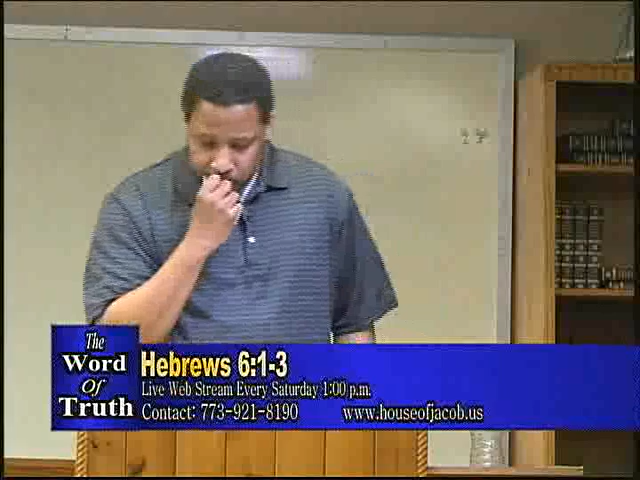 The
Word
Of
Truth
Hebrews 6:1-3
Live Web Stream Every Saturday 1:00 p.m.
Contact: 773-921-8190 www.houseofjacob.us